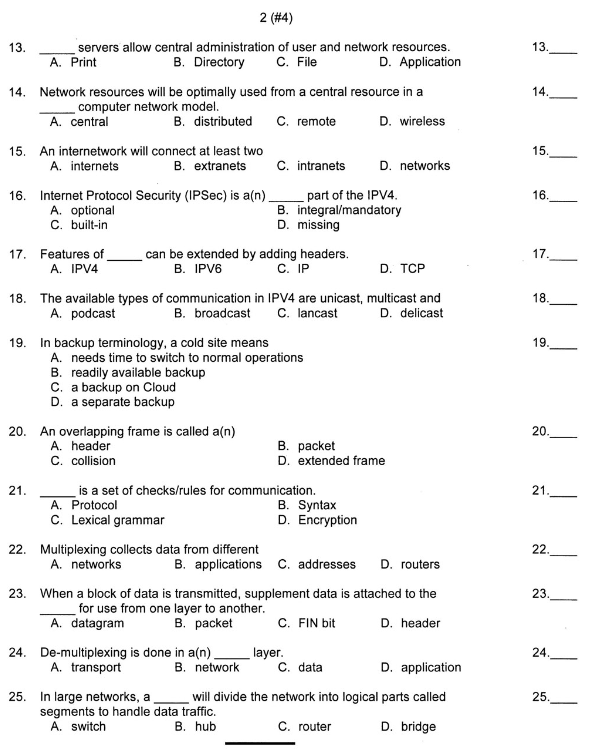 2 (#4)
13. _____ servers allow central administration of user and network resources. 13.____
A. Print B. Directory C. File D. Application
14. Network resources will be optimally used from a central resource in a 14.____
_____ computer network model.
A. central B. distributed C. remote D. wireless
15. An internetwork will connect at least two 15.____
A. internets B. extranets C. intranets D. networks
16. Internet Protocol Security (IPSec) is a(n) _____ part of the IPV4. 16.____
A. optional B. integral/mandatory
C. built-in D. missing
17. Features of _____ can be extended by adding headers. 17.____
A. IPV4 B. IPV6 C. IP D. TCP
18. The available types of communication in IPV4 are unicast, multicast and 18.____
A. podcast B. broadcast C. lancast D. delicast
19. In backup terminology, a cold site means 19.____
A. needs time to switch to normal operations
B. readily available backup
C. a backup on Cloud
D. a separate backup
20. An overlapping frame is called a(n) 20.____
A. header B. packet
C. collision D. extended frame
21. _____ is a set of checks/rules for communication. 21.____
A. Protocol B. Syntax
C. Lexical grammar D. Encryption
22. Multiplexing collects data from different 22.____
A. networks B. applications C. addresses D. routers
23. When a block of data is transmitted, supplement data is attached to the 23.____
_____ for use from one layer to another.
A. datagram B. packet C. FIN bit D. header
24. De-multiplexing is done in a(n) _____ layer. 24.____
A. transport B. network C. data D. application
25. In large networks, a _____ will divide the network into logical parts called 25.____
segments to handle data traffic.
A. switch B. hub C. router D. bridge